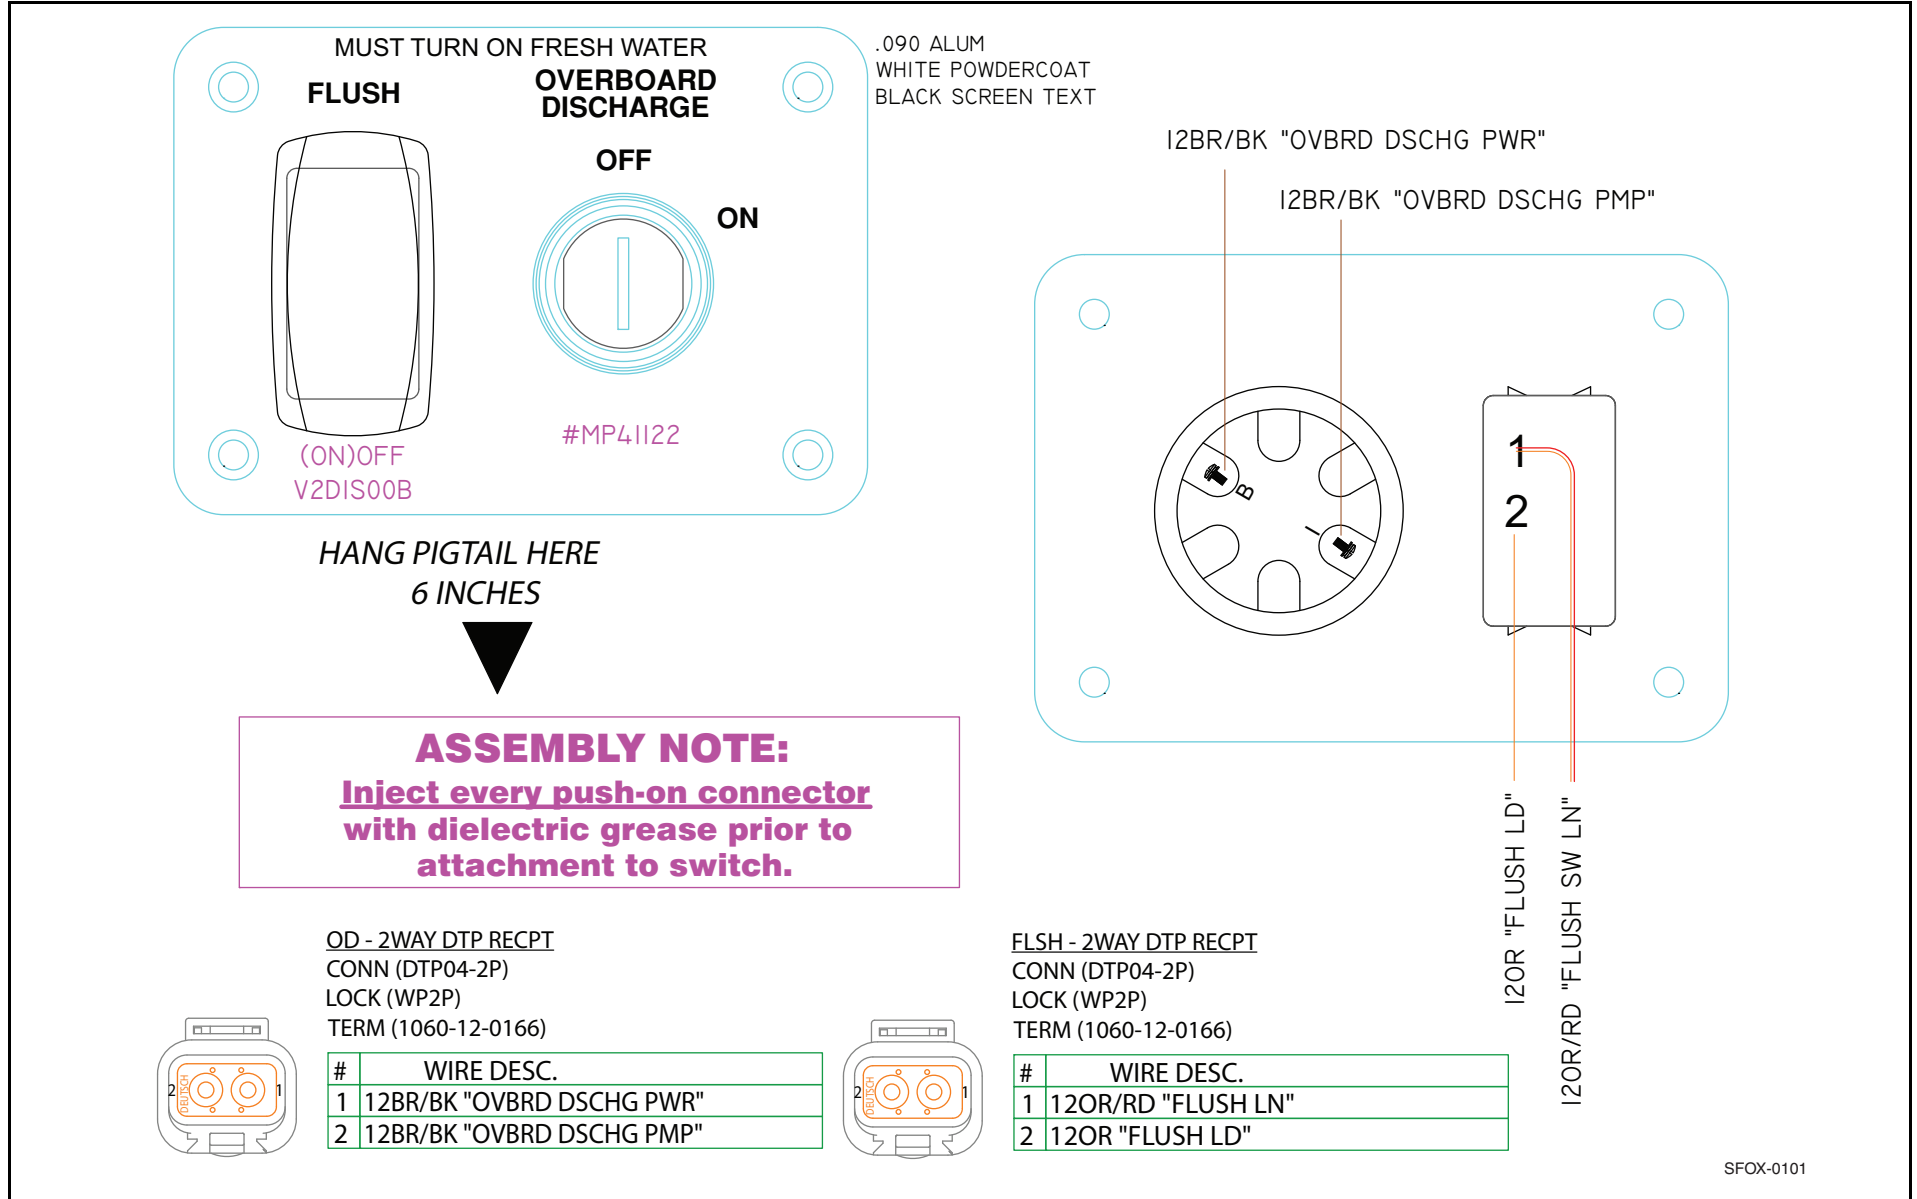 MUST TURN ON FRESH WATER
FLUSH
OVERBOARD
DISCHARGE
OFF
ON
(ON)OFF
V2DIS00B
#MP41122
.090 ALUM
WHITE POWDERCOAT
BLACK SCREEN TEXT
HANG PIGTAIL HERE
6 INCHES
12BR/BK "OVBRD DSCHG PWR"
12BR/BK "OVBRD DSCHG PMP"
B
I
1
2
12OR "FLUSH LD"
12OR/RD "FLUSH SW LN"
ASSEMBLY NOTE:
Inject every push-on connector
with dielectric grease prior to
attachment to switch.
OD - 2WAY DTP RECPT
CONN (DTP04-2P)
LOCK (WP2P)
TERM (1060-12-0166)
2 DEUTSCH 1
# WIRE DESC.
1 12BR/BK "OVBRD DSCHG PWR"
2 12BR/BK "OVBRD DSCHG PMP"
FLSH - 2WAY DTP RECPT
CONN (DTP04-2P)
LOCK (WP2P)
TERM (1060-12-0166)
2 DEUTSCH 1
# WIRE DESC.
1 12OR/RD "FLUSH LN"
2 12OR "FLUSH LD"
SFOX-0101